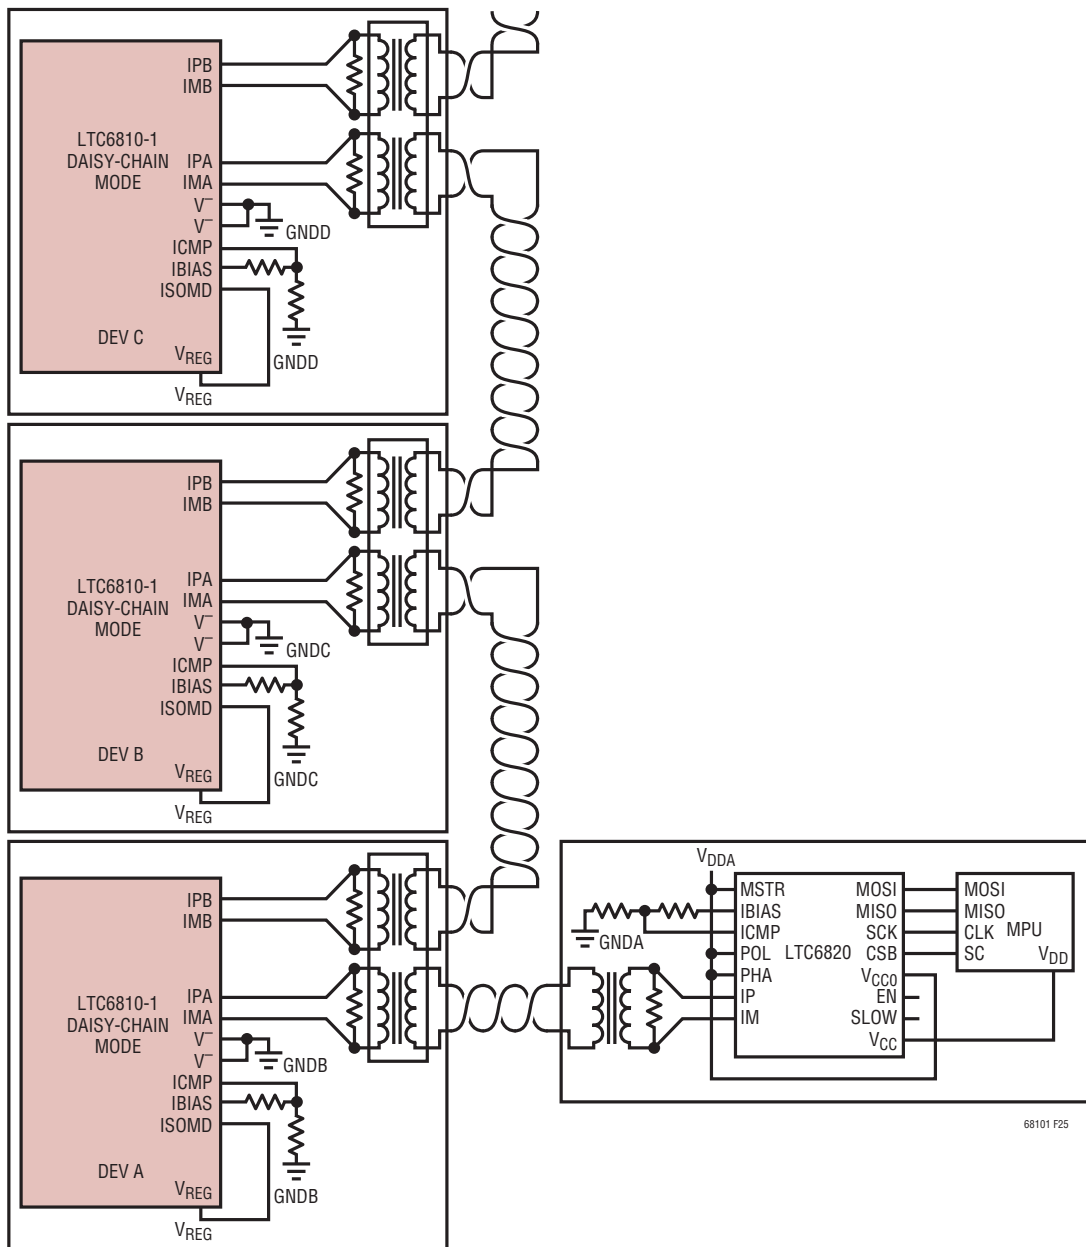 IPB
IMB
LTC6810-1
DAISY-CHAIN
MODE
IPA
IMA
V–
V–
GNDD
ICMP
IBIAS
ISOMD
DEV C
GNDD
VREG
VREG
IPB
IMB
LTC6810-1
DAISY-CHAIN
MODE
IPA
IMA
V–
V–
GNDC
ICMP
IBIAS
ISOMD
DEV B
GNDC
VREG
VREG
IPB
IMB
LTC6810-1
DAISY-CHAIN
MODE
IPA
IMA
V–
V–
GNDB
ICMP
IBIAS
ISOMD
DEV A
GNDB
VREG
VREG
VDDA
MSTR
IBIAS
ICMP
GNDA
POL
PHA
IP
IM
LTC6820
MOSI
MISO
SCK
CSB
VCCO
EN
SLOW
VCC
MOSI
MISO
CLK
SC
MPU
VDD
68101 F25